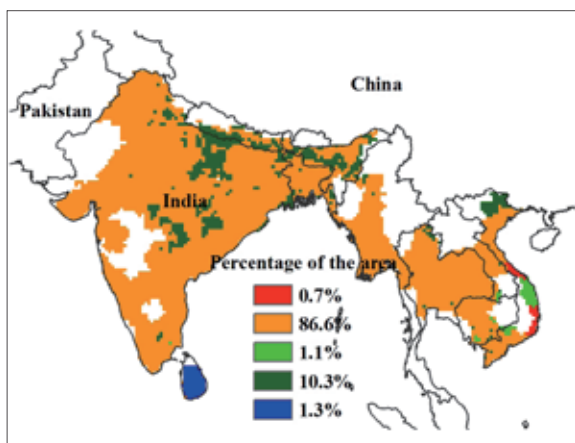 China
Pakistan
India
Percentage of the area
0.7%
86.6%
1.1%
10.3%
1.3%